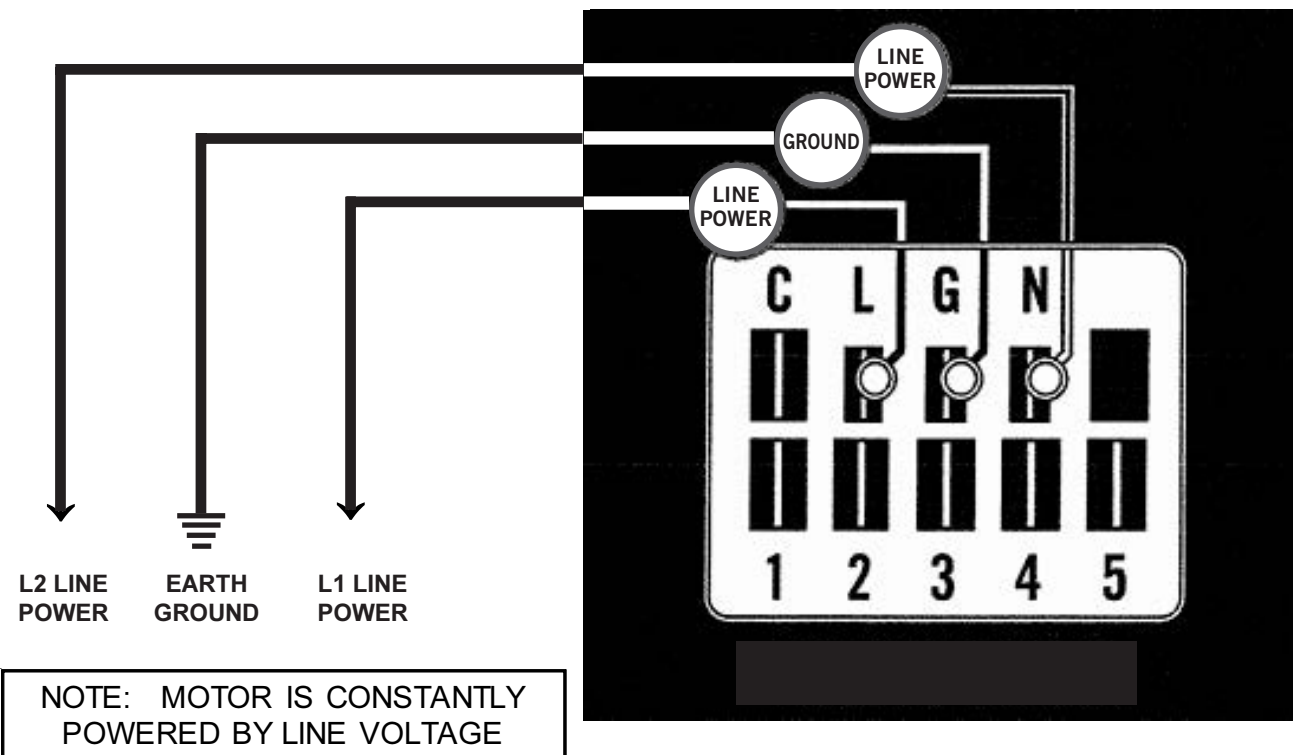 LINE
POWER
GROUND
LINE
POWER
C L G N
1 2 3 4 5
L2 LINE
POWER
EARTH
GROUND
L1 LINE
POWER
NOTE: MOTOR IS CONSTANTLY
POWERED BY LINE VOLTAGE